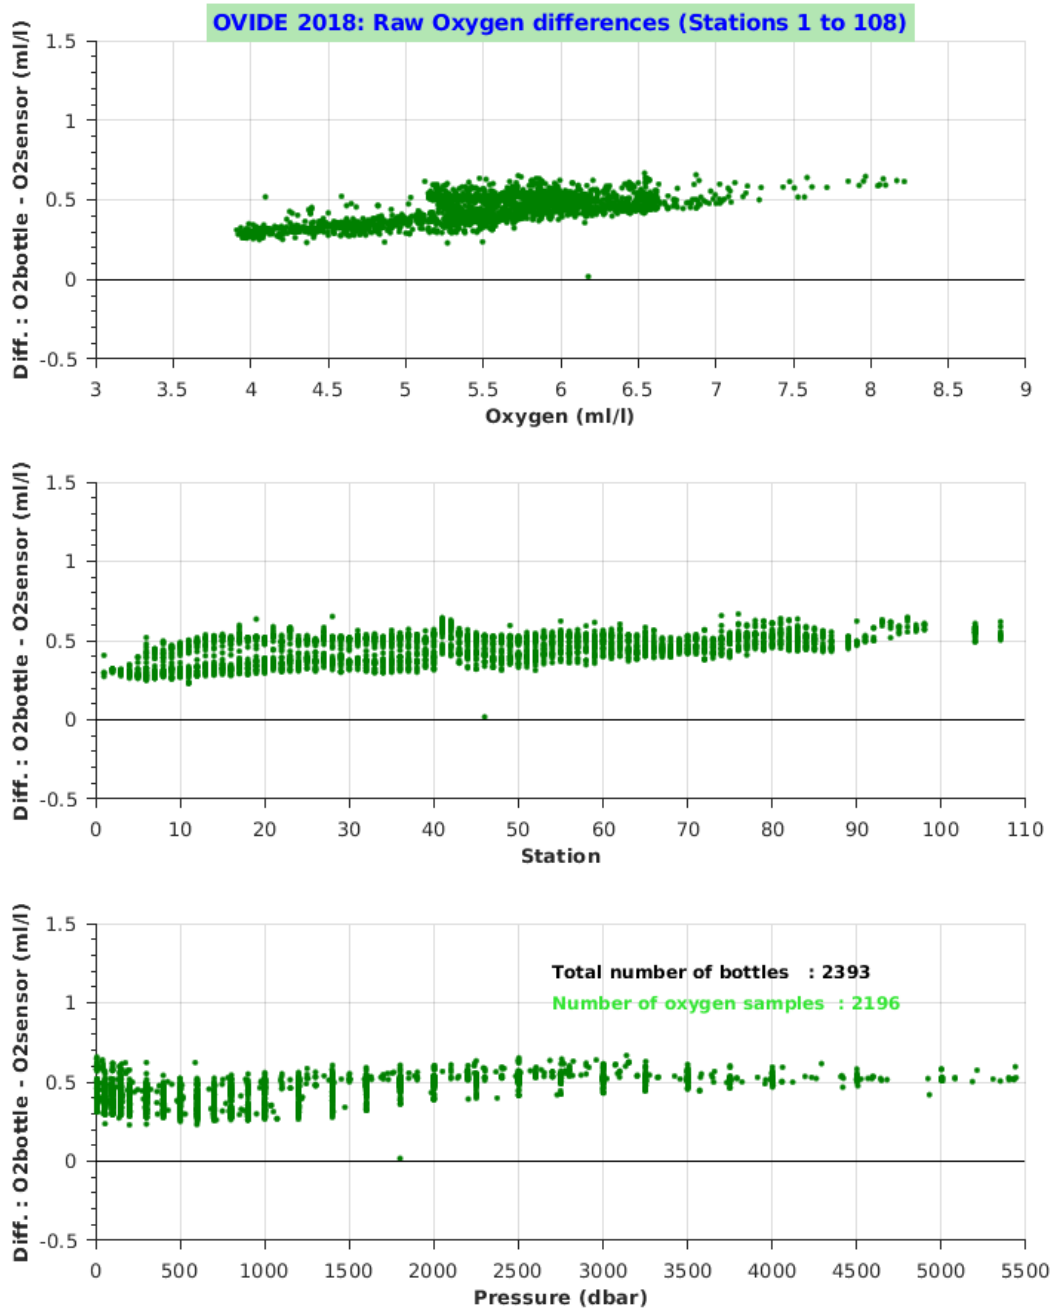 OVIDE 2018: Raw Oxygen differences (Stations 1 to 108)
Diff. : O2bottle - O2sensor (ml/l)
1.5
1
0.5
0
-0.5
3 3.5 4 4.5 5 5.5 6 6.5 7 7.5 8 8.5 9
Oxygen (ml/l)
Diff. : O2bottle - O2sensor (ml/l)
1.5
1
0.5
0
-0.5
0 10 20 30 40 50 60 70 80 90 100 110
Station
Diff. : O2bottle - O2sensor (ml/l)
1.5
1
0.5
0
-0.5
Total number of bottles : 2393
Number of oxygen samples : 2196
0 500 1000 1500 2000 2500 3000 3500 4000 4500 5000 5500
Pressure (dbar)